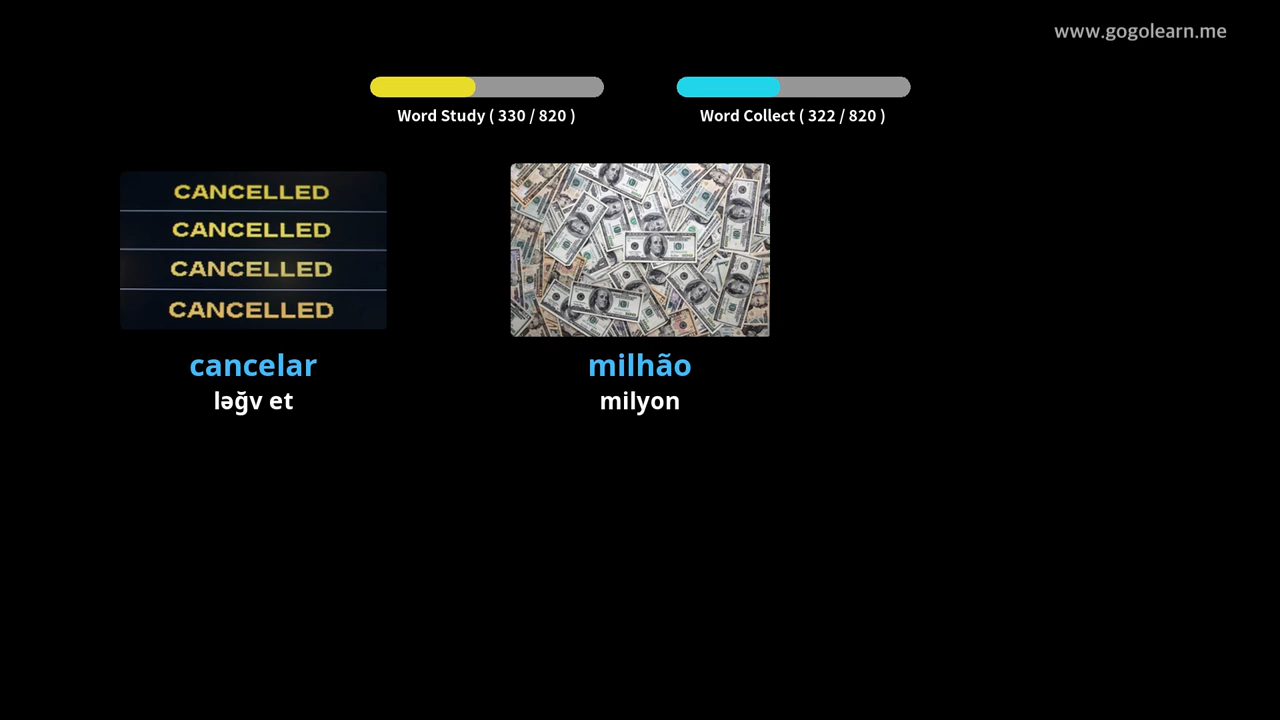 www.gogolearn.me
Word Study ( 330 / 820 )
Word Collect ( 322 / 820 )
CANCELLED
CANCELLED
CANCELLED
CANCELLED
cancelar
ləğv et
milhão
milyon